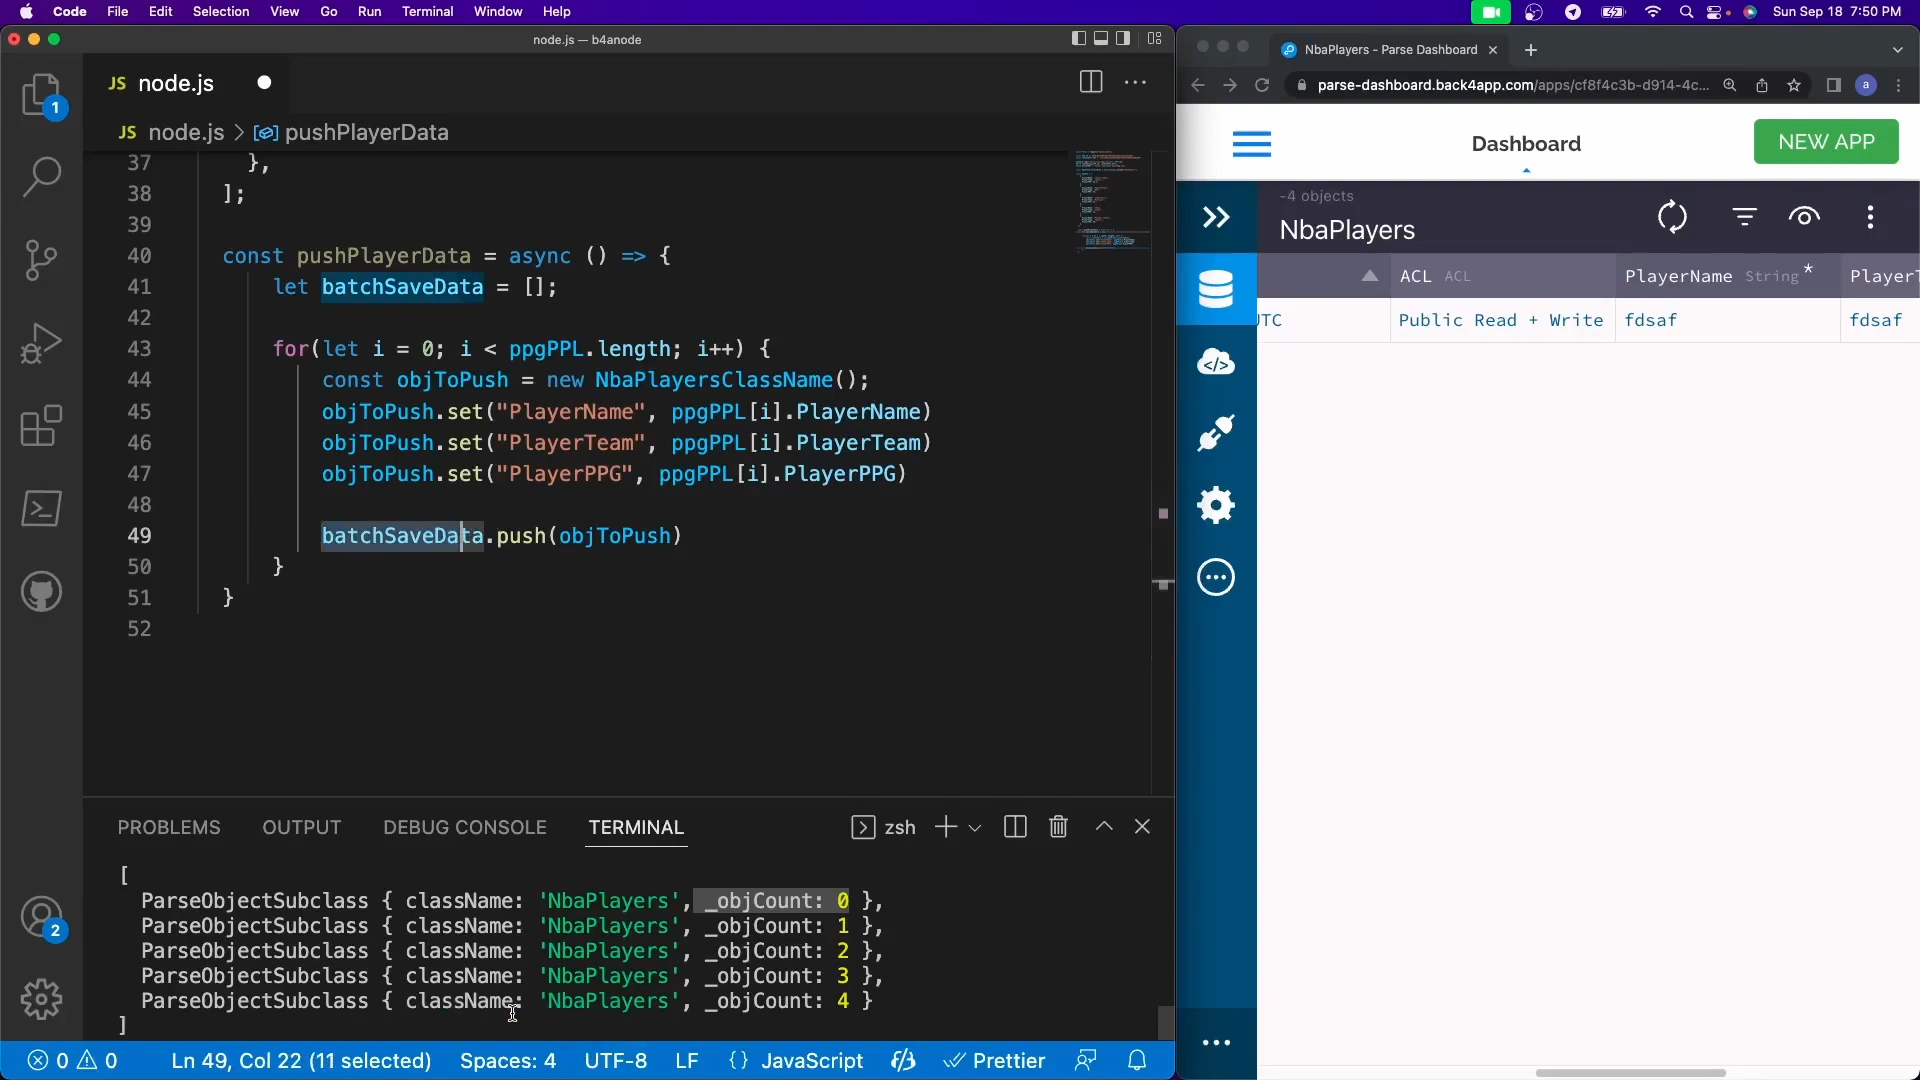 Code File Edit Selection View Go Run Terminal Window Help
Sun Sep 18 7:50 PM
node.js — b4anode
JS node.js
JS node.js > pushPlayerData
1
37 },
38 ];
39
40 const pushPlayerData = async () => {
41 let batchSaveData = [];
42
43 for(let i = 0; i < ppgPPL.length; i++) {
44 const objToPush = new NbaPlayersClassName();
45 objToPush.set("PlayerName", ppgPPL[i].PlayerName)
46 objToPush.set("PlayerTeam", ppgPPL[i].PlayerTeam)
47 objToPush.set("PlayerPPG", ppgPPL[i].PlayerPPG)
48
49 batchSaveData.push(objToPush)
50 }
51 }
52
PROBLEMS OUTPUT DEBUG CONSOLE TERMINAL zsh
[
ParseObjectSubclass { className: 'NbaPlayers', _objCount: 0 },
ParseObjectSubclass { className: 'NbaPlayers', _objCount: 1 },
ParseObjectSubclass { className: 'NbaPlayers', _objCount: 2 },
ParseObjectSubclass { className: 'NbaPlayers', _objCount: 3 },
ParseObjectSubclass { className: 'NbaPlayers', _objCount: 4 }
]
2
0 0 Ln 49, Col 22 (11 selected) Spaces: 4 UTF-8 LF {} JavaScript Prettier
NbaPlayers - Parse Dashboard
parse-dashboard.back4app.com/apps/cf8f4c3b-d914-4c...
a
Dashboard
NEW APP
-4 objects
NbaPlayers
ACL ACL PlayerName String * PlayerT
UTC Public Read + Write fdsaf fdsaf